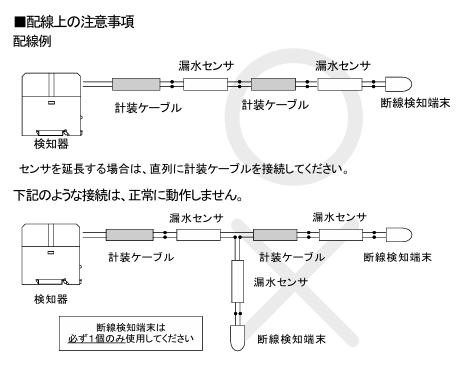 ■配線上の注意事項
配線例
漏水センサ 漏水センサ
計装ケーブル 計装ケーブル 断線検知端末
検知器
センサを延長する場合は、直列に計装ケーブルを接続してください。
下記のような接続は、正常に動作しません。
漏水センサ 漏水センサ
計装ケーブル 計装ケーブル 断線検知端末
漏水センサ
検知器
断線検知端末は
必ず1個のみ使用してください
断線検知端末